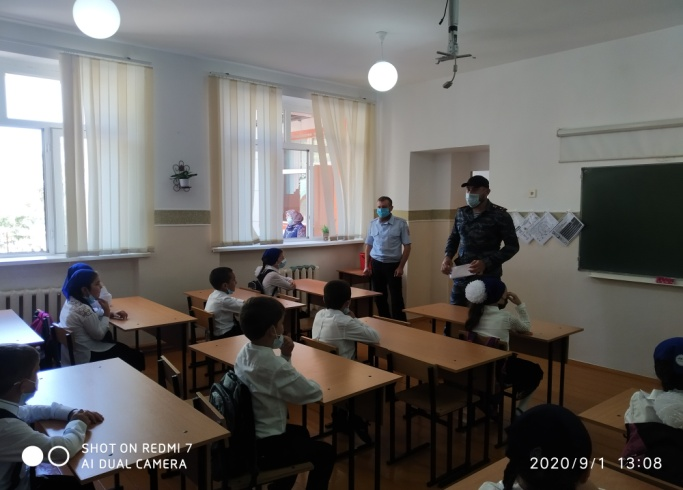 SHOT ON REDMI 7
AI DUAL CAMERA
2020/9/1 13:08